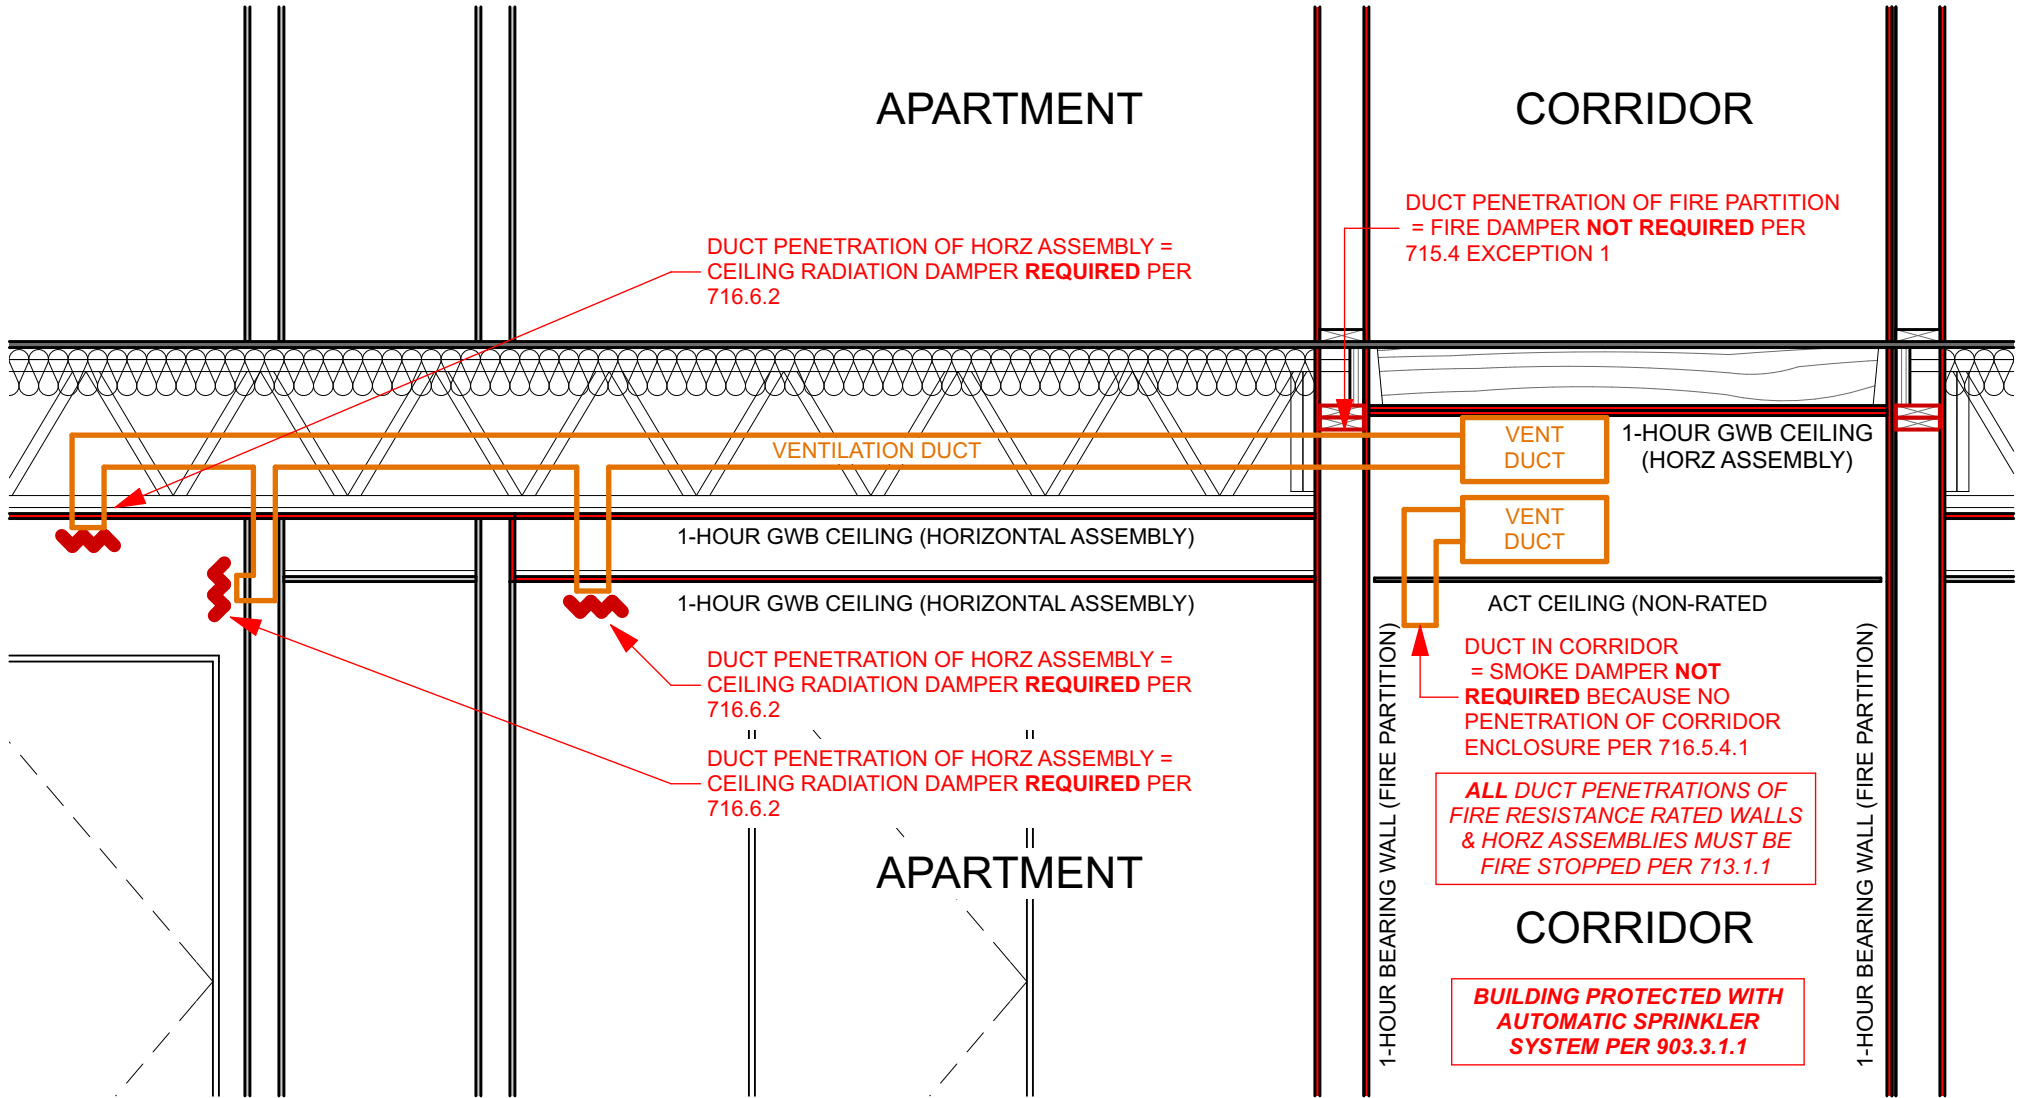 APARTMENT
CORRIDOR
DUCT PENETRATION OF HORZ ASSEMBLY =
CEILING RADIATION DAMPER REQUIRED PER
716.6.2
DUCT PENETRATION OF FIRE PARTITION
= FIRE DAMPER NOT REQUIRED PER
715.4 EXCEPTION 1
VENTILATION DUCT
VENT
DUCT
1-HOUR GWB CEILING
(HORZ ASSEMBLY)
VENT
DUCT
1-HOUR GWB CEILING (HORIZONTAL ASSEMBLY)
1-HOUR GWB CEILING (HORIZONTAL ASSEMBLY)
ACT CEILING (NON-RATED
DUCT PENETRATION OF HORZ ASSEMBLY =
CEILING RADIATION DAMPER REQUIRED PER
716.6.2
DUCT PENETRATION OF HORZ ASSEMBLY =
CEILING RADIATION DAMPER REQUIRED PER
716.6.2
APARTMENT
1-HOUR BEARING WALL (FIRE PARTITION)
DUCT IN CORRIDOR
= SMOKE DAMPER NOT
REQUIRED BECAUSE NO
PENETRATION OF CORRIDOR
ENCLOSURE PER 716.5.4.1
ALL DUCT PENETRATIONS OF
FIRE RESISTANCE RATED WALLS
& HORZ ASSEMBLIES MUST BE
FIRE STOPPED PER 713.1.1
CORRIDOR
BUILDING PROTECTED WITH
AUTOMATIC SPRINKLER
SYSTEM PER 903.3.1.1
1-HOUR BEARING WALL (FIRE PARTITION)